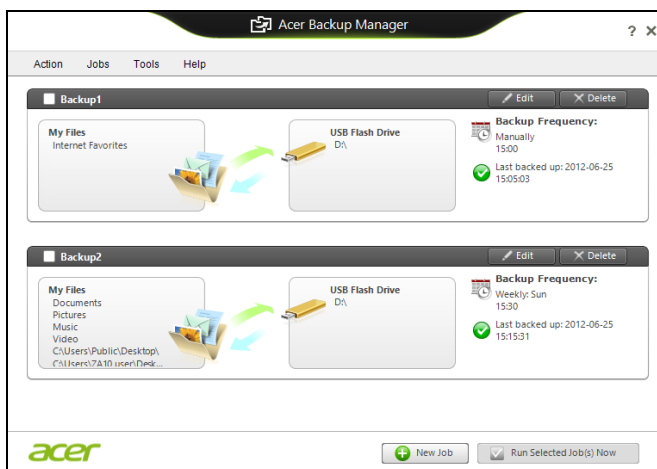 Acer Backup Manager
? X
Action Jobs Tools Help
Backup1
Edit
Delete
My Files
Internet Favorites
USB Flash Drive
D:\
Backup Frequency:
Manually
15:00
Last backed up: 2012-06-25
15:05:03
Backup2
Edit
Delete
My Files
Documents
Pictures
Music
Video
C:\Users\Public\Desktop\
C:\Users\ZA10 user\Desk...
USB Flash Drive
D:\
Backup Frequency:
Weekly: Sun
15:30
Last backed up: 2012-06-25
15:15:31
acer
New Job
Run Selected Job(s) Now